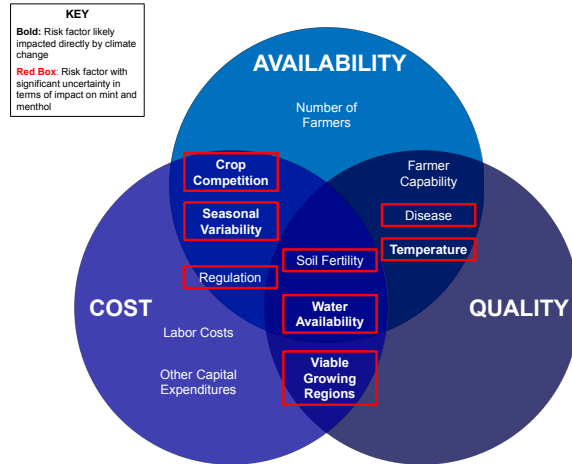 KEY
Bold: Risk factor likely
impacted directly by climate
change
Red Box: Risk factor with
significant uncertainty in
terms of impact on mint and
menthol
AVAILABILITY
Number of
Farmers
Crop
Competition
Farmer
Capability
Seasonal
Variability
Disease
Temperature
Soil Fertility
Regulation
COST
Water
Availability
QUALITY
Labor Costs
Viable
Growing
Regions
Other Capital
Expenditures